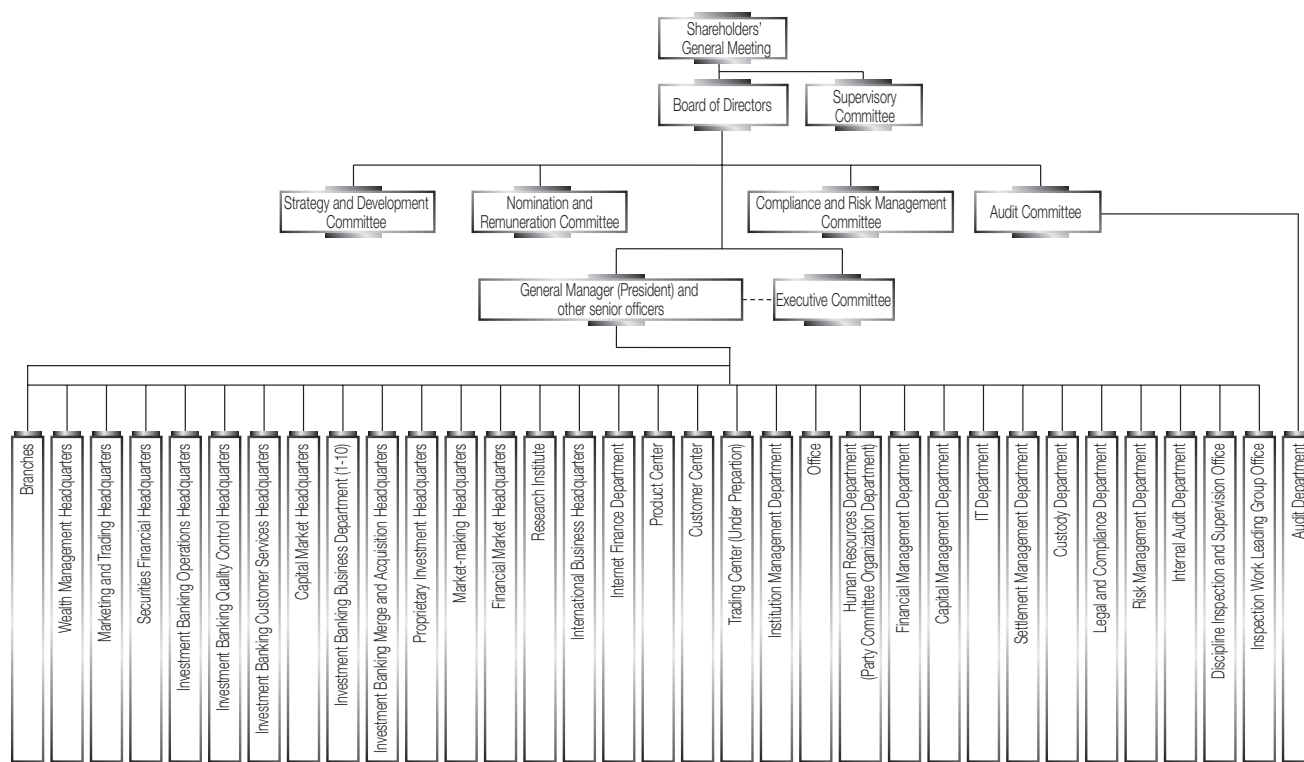 Shareholders'
General Meeting
Board of Directors
Supervisory
Committee
Strategy and Development
Committee
Nomination and
Remuneration Committee
Compliance and Risk Management
Committee
Audit Committee
General Manager (President) and
other senior officers
Executive Committee
Branches
Wealth Management Headquarters
Marketing and Trading Headquarters
Securities Financial Headquarters
Investment Banking Operations Headquarters
Investment Banking Quality Control Headquarters
Investment Banking Customer Services Headquarters
Capital Market Headquarters
Investment Banking Business Department (1-10)
Investment Banking Merge and Acquisition Headquarters
Proprietary Investment Headquarters
Market-making Headquarters
Financial Market Headquarters
Research Institute
International Business Headquarters
Internet Finance Department
Product Center
Customer Center
Trading Center (Under Prepartion)
Institution Management Department
Office
Human Resources Department
(Party Committee Organization Department)
Financial Management Department
Capital Management Department
IT Department
Settlement Management Department
Custody Department
Legal and Compliance Department
Risk Management Department
Internal Audit Department
Discipline Inspection and Supervision Office
Inspection Work Leading Group Office
Audit Department